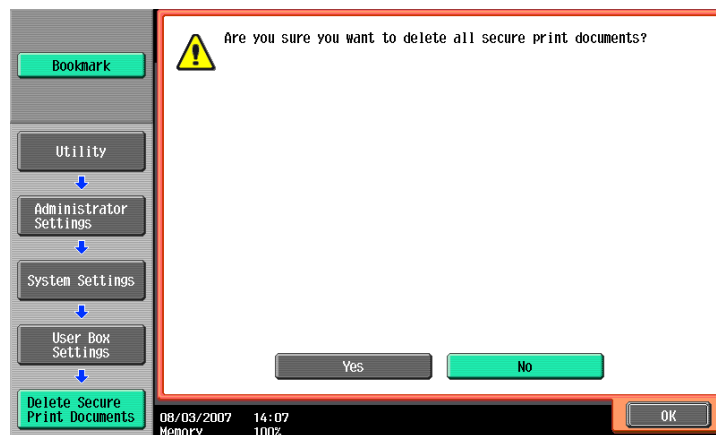 Bookmark
Utility
Administrator
Settings
System Settings
User Box
Settings
Delete Secure
Print Documents
Are you sure you want to delete all secure print documents?
Yes
No
08/03/2007 14:07
Memory 100%
OK